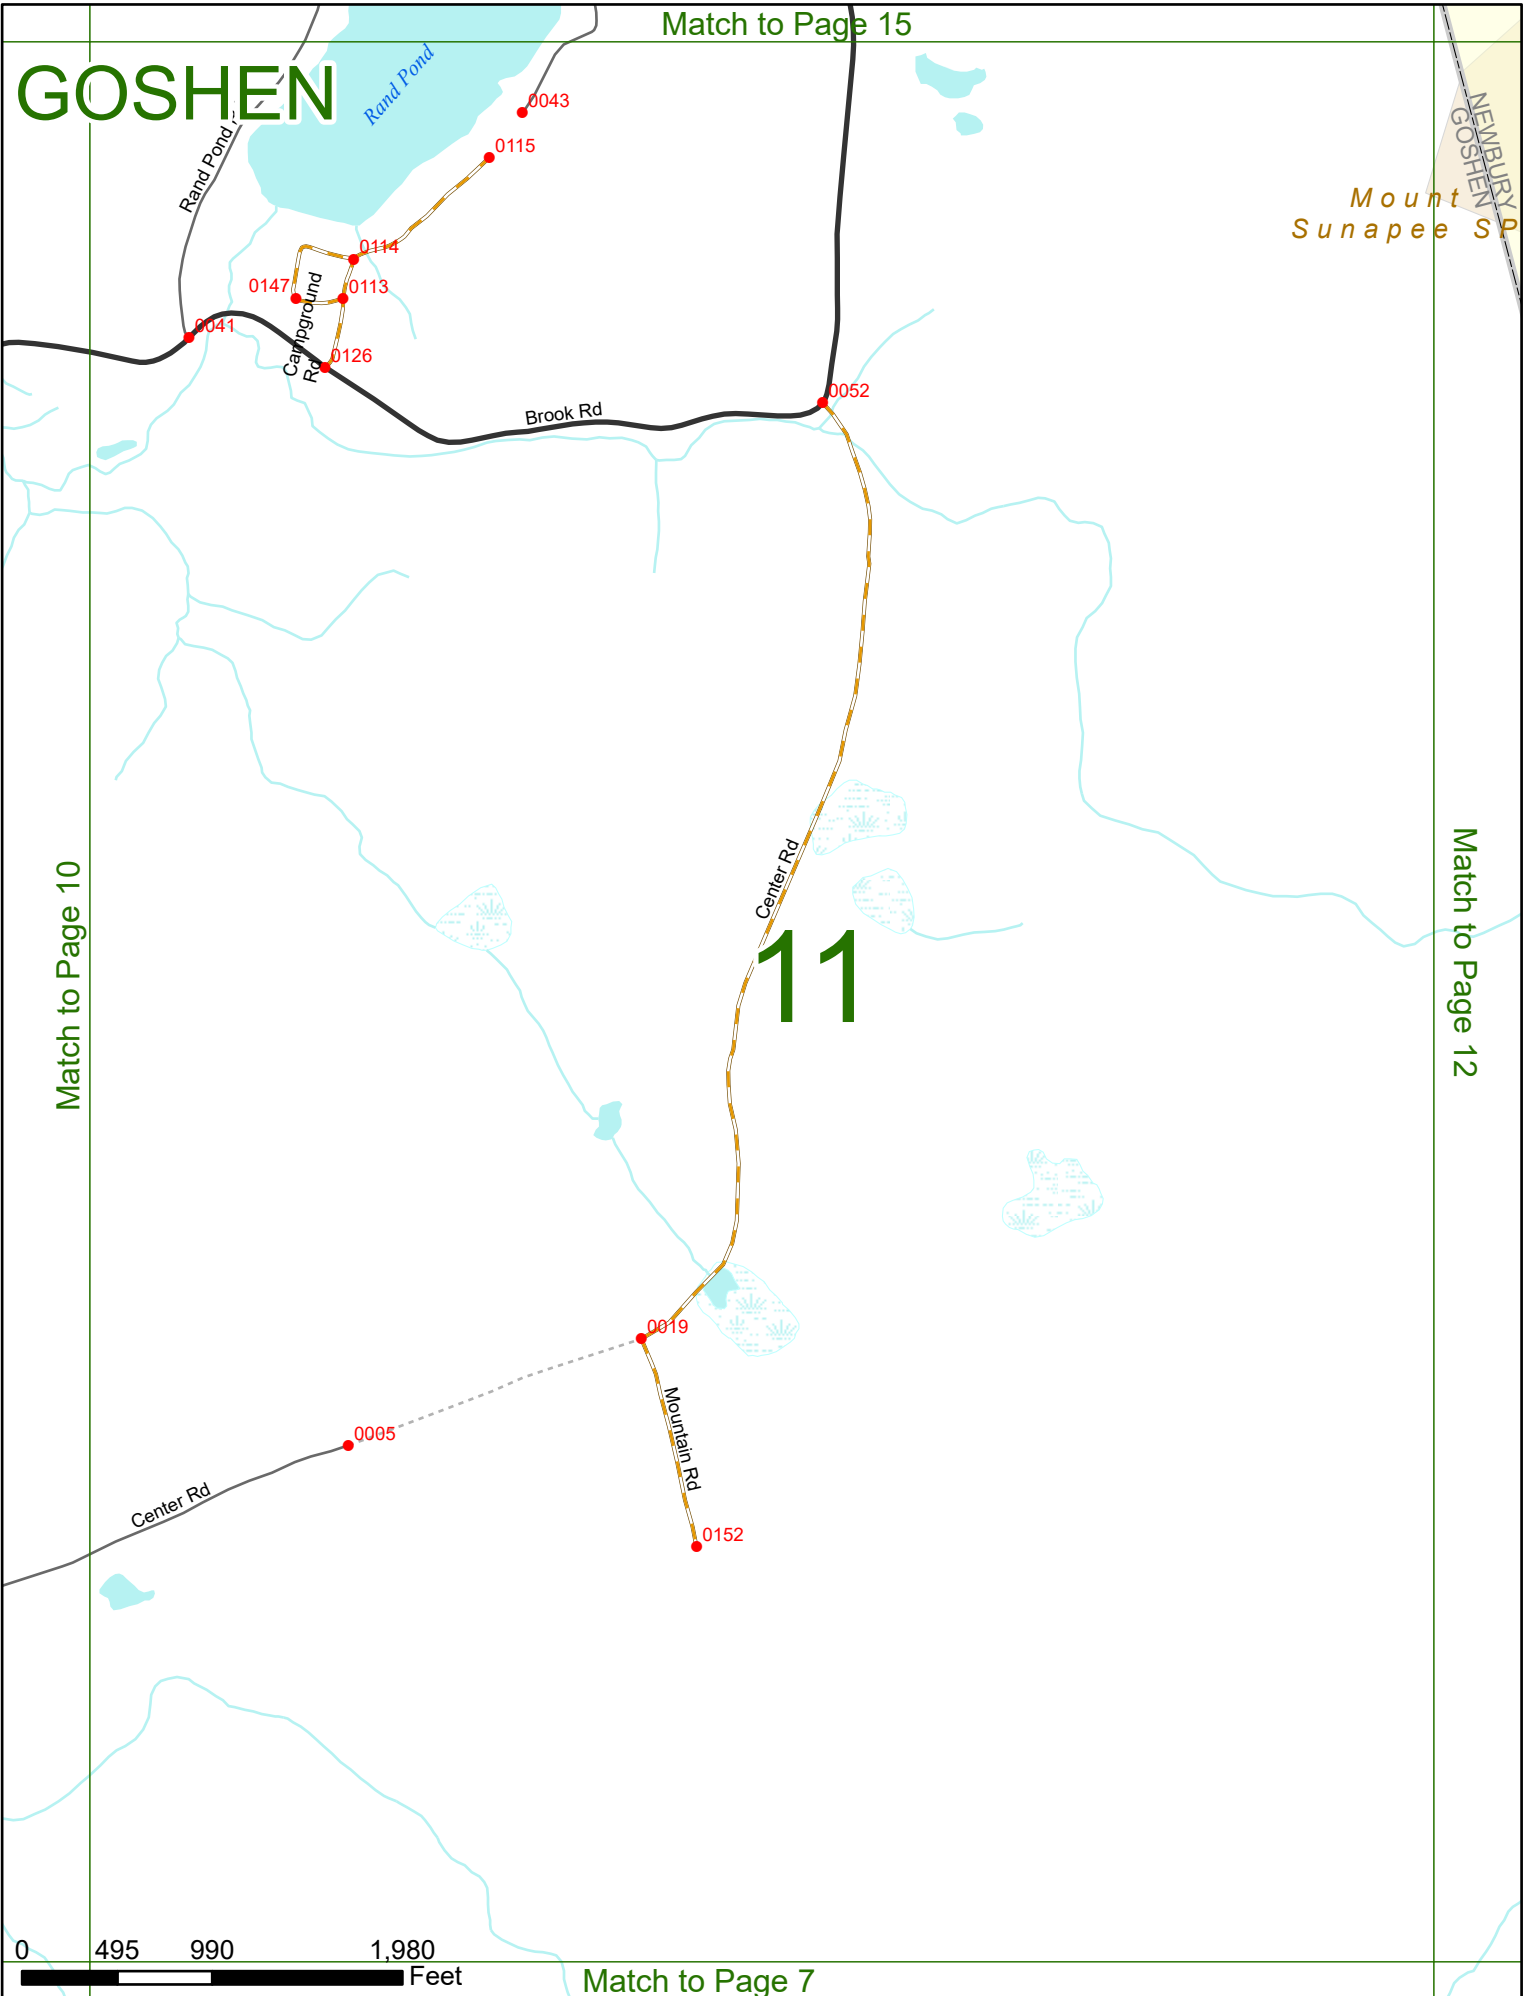 Match to Page 15
GOSHEN
Rand Pond
Rand Pond
0043
0115
NEWBURY
GOSHEN
Mount
Sunapee SP
0114
0147
0113
Campground
Rd
0041
0126
0052
Brook Rd
Center Rd
11
Match to Page 10
Match to Page 12
0019
Mountain Rd
0005
Center Rd
0152
0 495 990 1,980
Feet
Match to Page 7